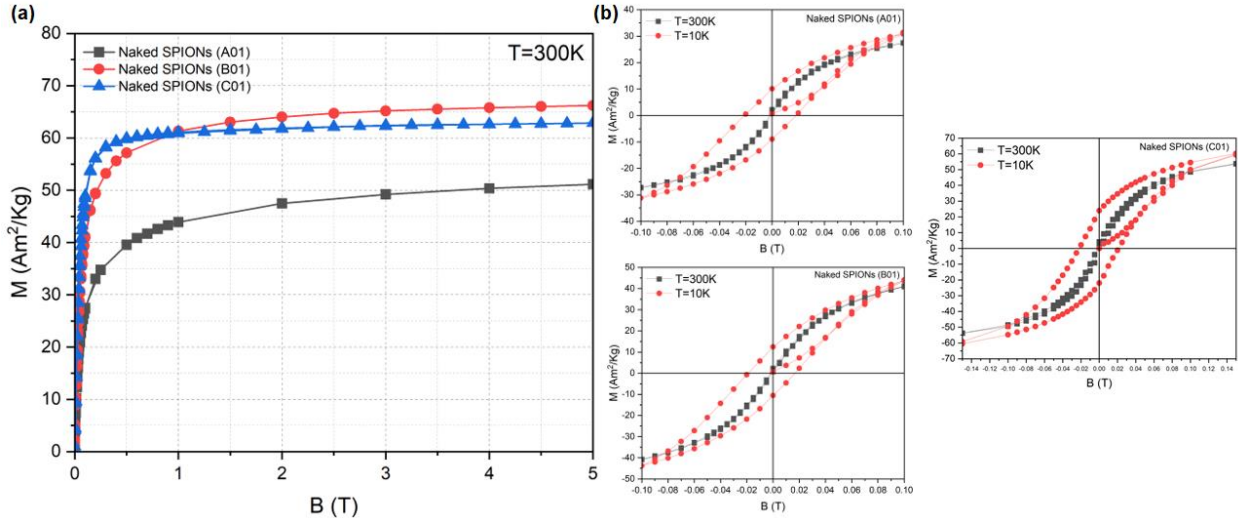 (a)
80
70
60
50
40
30
20
10
0
M (Am²/Kg)
Naked SPIONs (A01)
Naked SPIONs (B01)
Naked SPIONs (C01)
T=300K
0 1 2 3 4 5
B (T)
(b)
40
30
20
10
0
-10
-20
-30
-40
M (Am²/Kg)
T=300K
T=10K
Naked SPIONs (A01)
-0.10 -0.08 -0.06 -0.04 -0.02 0.00 0.02 0.04 0.06 0.08 0.10
B (T)
50
40
30
20
10
0
-10
-20
-30
-40
-50
M (Am²/Kg)
T=300K
T=10K
Naked SPIONs (B01)
-0.10 -0.08 -0.06 -0.04 -0.02 0.00 0.02 0.04 0.06 0.08 0.10
B (T)
70
60
50
40
30
20
10
0
-10
-20
-30
-40
-50
-60
-70
M (Am²/Kg)
T=300K
T=10K
Naked SPIONs (C01)
-0.14 -0.12 -0.10 -0.08 -0.06 -0.04 -0.02 0.00 0.02 0.04 0.06 0.08 0.10 0.12 0.14
B (T)